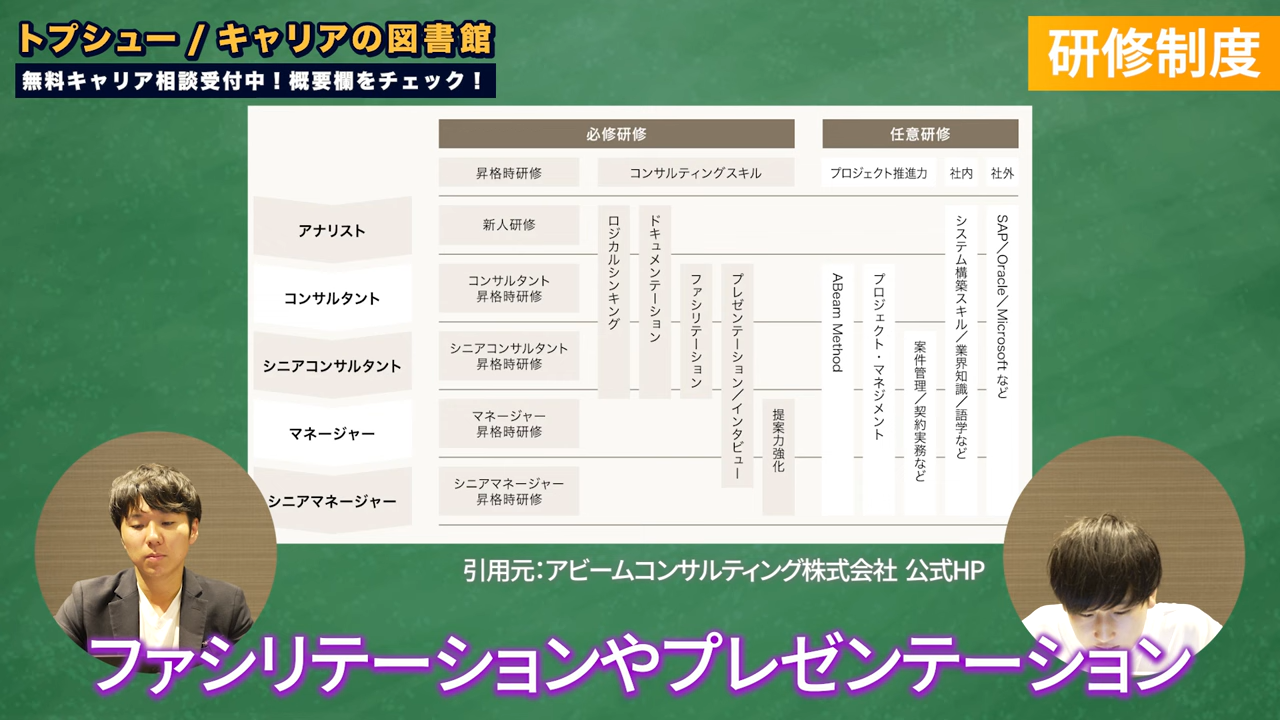 トプシュー / キャリアの図書館
無料キャリア相談受付中！概要欄をチェック！
研修制度
必修研修
任意研修
昇格時研修
コンサルティングスキル
プロジェクト推進力
社内
社外
アナリスト
コンサルタント
シニアコンサルタント
マネージャー
シニアマネージャー
新人研修
コンサルタント
昇格時研修
シニアコンサルタント
昇格時研修
マネージャー
昇格時研修
シニアマネージャー
昇格時研修
ロジカルシンキング
ドキュメンテーション
ファシリテーション
プレゼンテーション／インタビュー
提案力強化
ABeam Method
プロジェクト・マネジメント
案件管理／契約実務など
システム構築スキル／業界知識／語学など
SAP／Oracle／Microsoft など
引用元：アビームコンサルティング株式会社 公式HP
ファシリテーションやプレゼンテーション